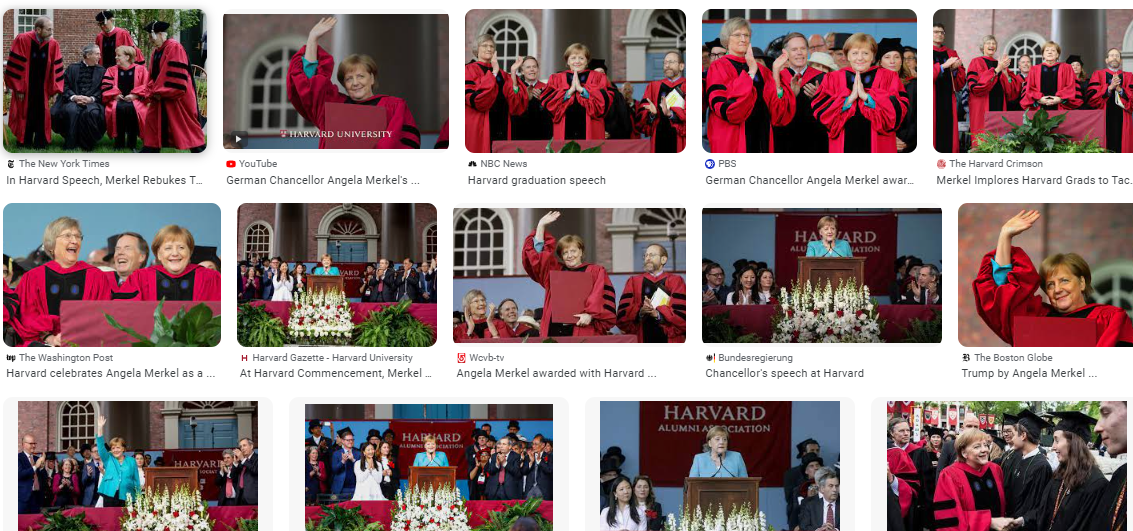 HARVARD UNIVERSITY
The New York Times
YouTube
NBC News
PBS
The Harvard Crimson
In Harvard Speech, Merkel Rebukes T...
German Chancellor Angela Merkel's ...
Harvard graduation speech
German Chancellor Angela Merkel awar...
Merkel Implores Harvard Grads to Tac.
HARVARD
ALUMNI ASSOCIATION
The Washington Post
Harvard Gazette - Harvard University
Wcvb-tv
Bundesregierung
The Boston Globe
Harvard celebrates Angela Merkel as a ...
At Harvard Commencement, Merkel ...
Angela Merkel awarded with Harvard ...
Chancellor's speech at Harvard
Trump by Angela Merkel ...
HARVARD
HARVARD
ALUMNI ASSOCIATION
HARVARD
ALUMNI ASSOCIATION